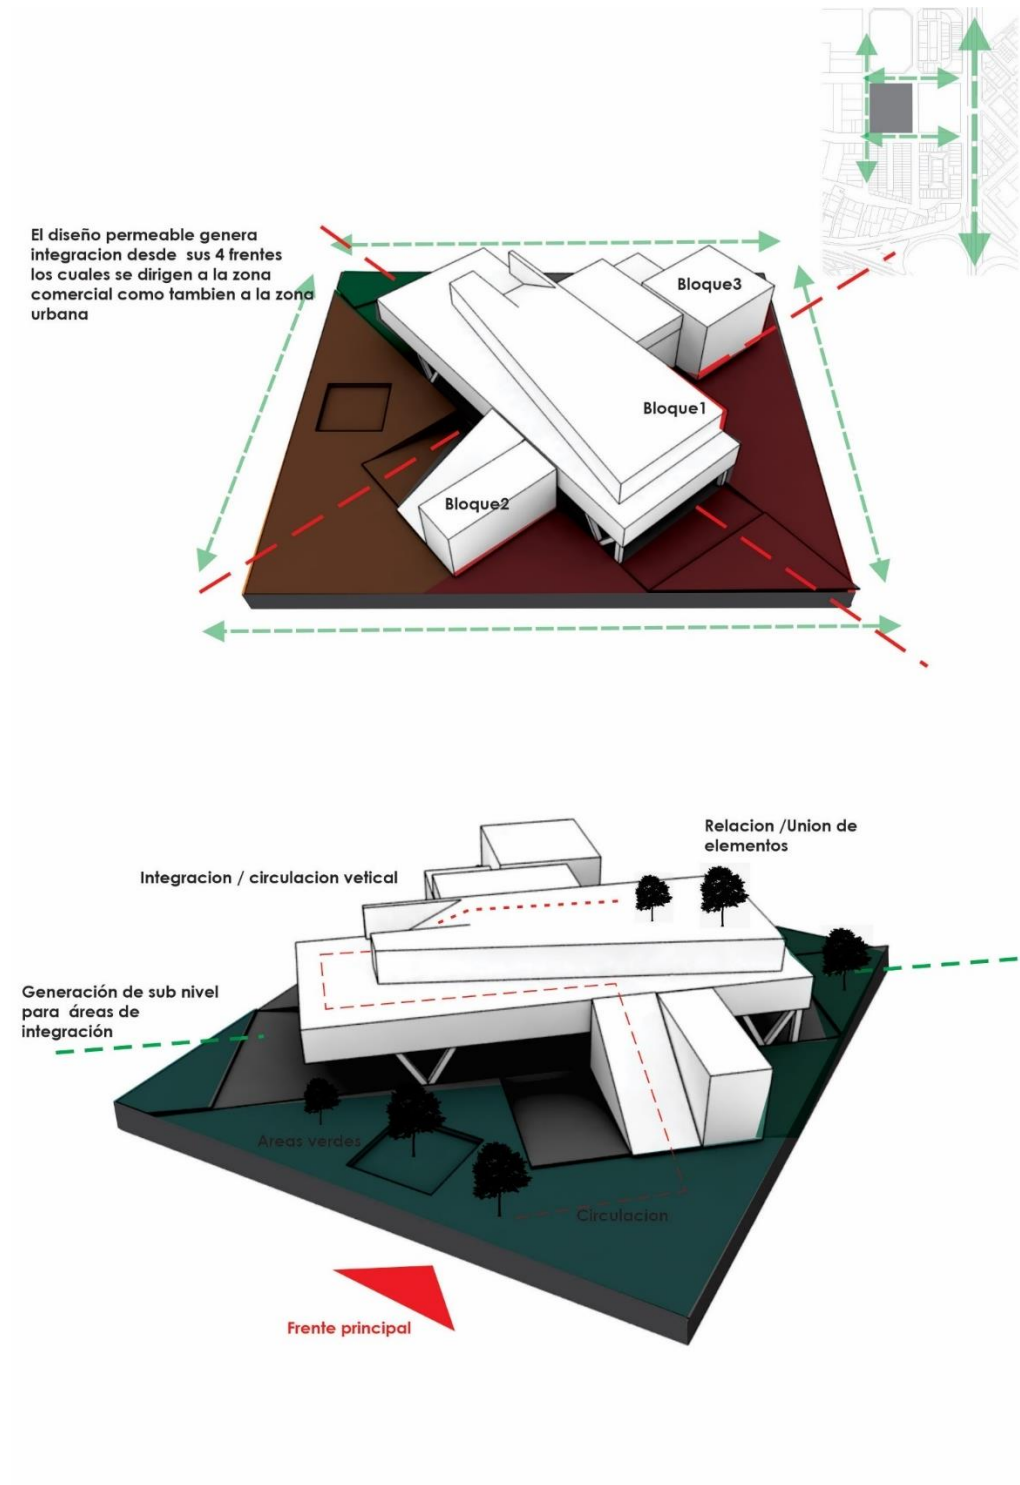 El diseño permeable genera
integracion desde sus 4 frentes
los cuales se dirigen a la zona
comercial como tambien a la zona
urbana
Bloque3
Bloque1
Bloque2
Relacion /Union de
elementos
Integracion / circulacion vetical
Generación de sub nivel
para áreas de
integración
Areas verdes
Circulacion
Frente principal